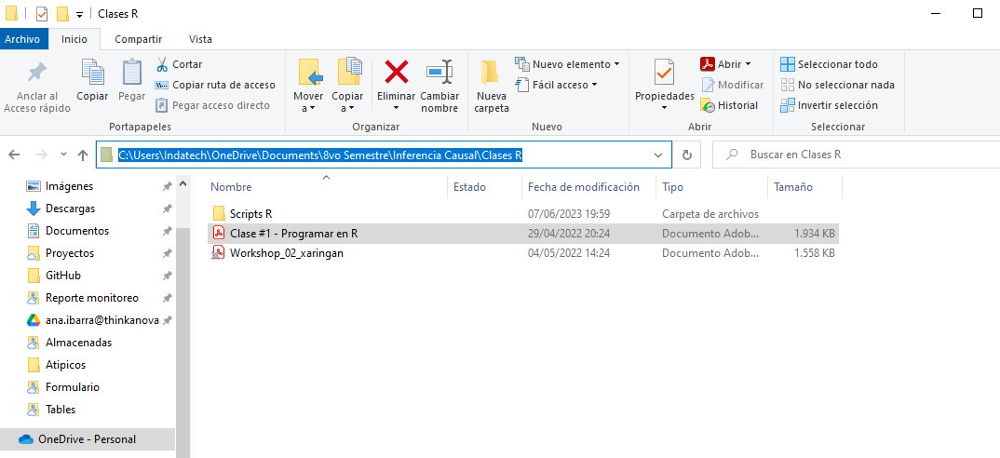 Clases R
Archivo Inicio Compartir Vista
Anclar al Acceso rápido
Copiar
Pegar
Cortar
Copiar ruta de acceso
Pegar acceso directo
Portapapeles
Mover a
Copiar a
Eliminar
Cambiar nombre
Organizar
Nueva carpeta
Nuevo elemento
Fácil acceso
Nuevo
Propiedades
Abrir
Modificar
Historial
Abrir
Seleccionar todo
No seleccionar nada
Invertir selección
Seleccionar
C:\Users\Indatech\OneDrive\Documents\8vo Semestre\Inferencia Causal\Clases R
Buscar en Clases R
Imágenes
Descargas
Documentos
Proyectos
GitHub
Reporte monitoreo
ana.ibarra@thinkanova
Almacenadas
Atipicos
Formulario
Tables
OneDrive - Personal
Nombre Estado Fecha de modificación Tipo Tamaño
Scripts R 07/06/2023 19:59 Carpeta de archivos
Clase #1 - Programar en R 29/04/2022 20:24 Documento Adob... 1.934 KB
Workshop_02_xaringan 04/05/2022 14:24 Documento Adob... 1.558 KB